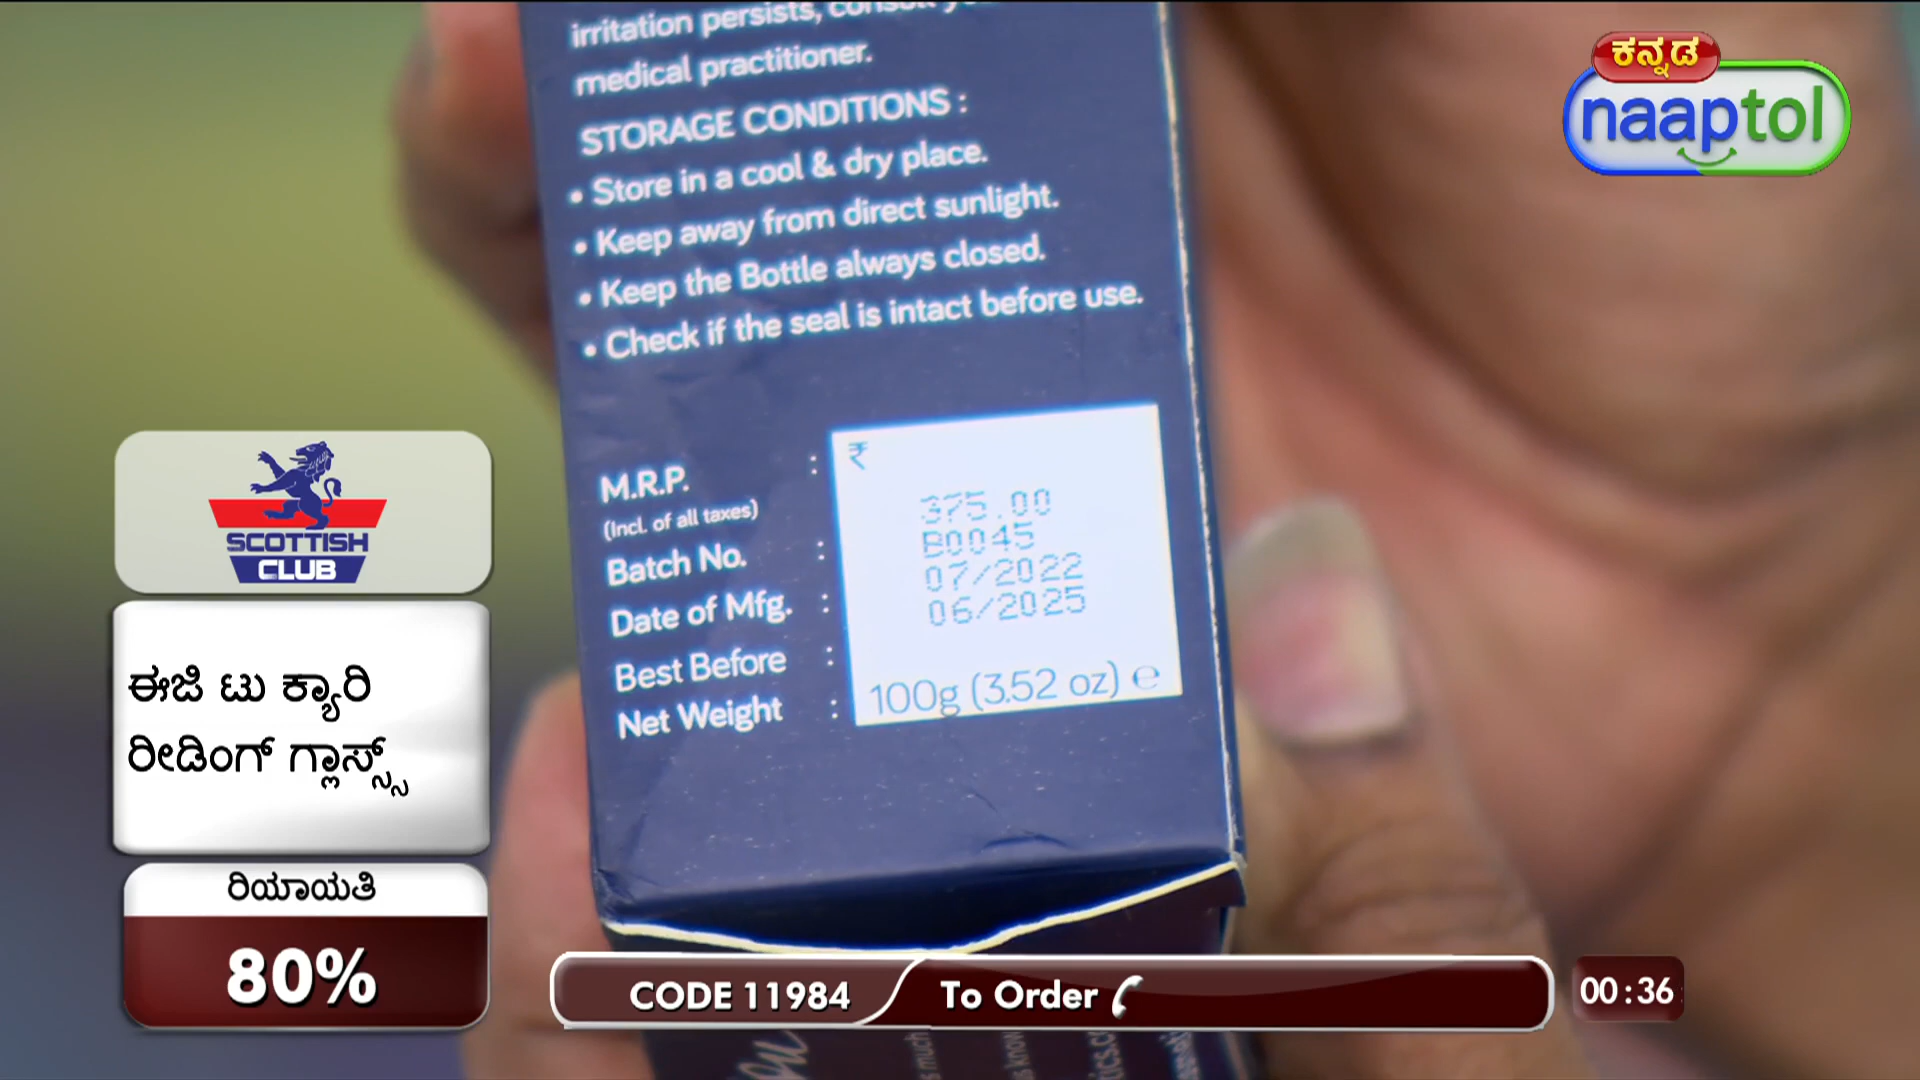 irritation persists, consult
medical practitioner.
STORAGE CONDITIONS :
• Store in a cool & dry place.
• Keep away from direct sunlight.
• Keep the Bottle always closed.
• Check if the seal is intact before use.
M.R.P. : ₹
(Incl. of all taxes) 375.00
Batch No. : B0045
Date of Mfg. : 07/2022
Best Before : 06/2025
Net Weight : 100g (3.52 oz) ℮
ಕನ್ನಡ
naaptol
SCOTTISH
CLUB
ಈಜಿ ಟು ಕ್ಯಾರಿ
ರೀಡಿಂಗ್ ಗ್ಲಾಸ್ಸ್
ರಿಯಾಯತಿ
80%
CODE 11984 To Order
00:36